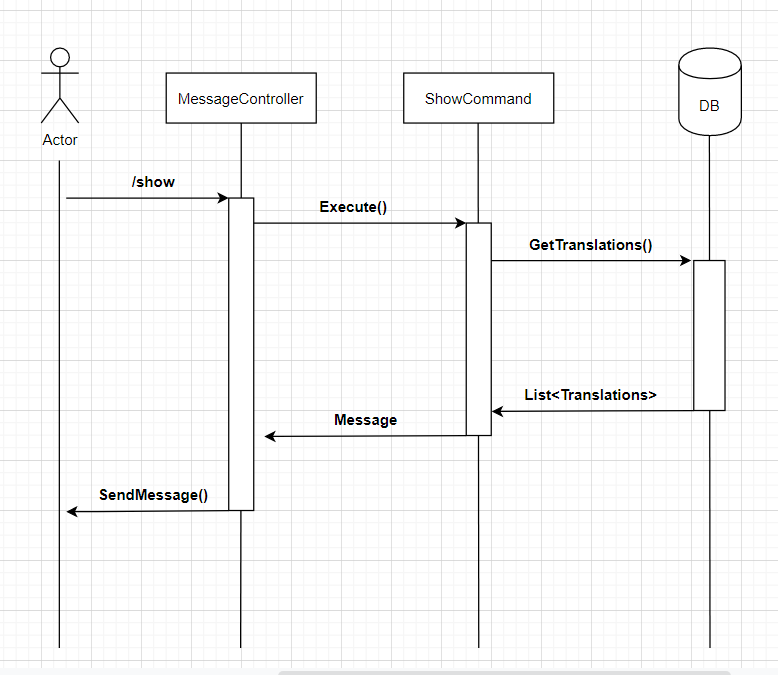 Actor
MessageController
ShowCommand
DB
/show
Execute()
GetTranslations()
List<Translations>
Message
SendMessage()